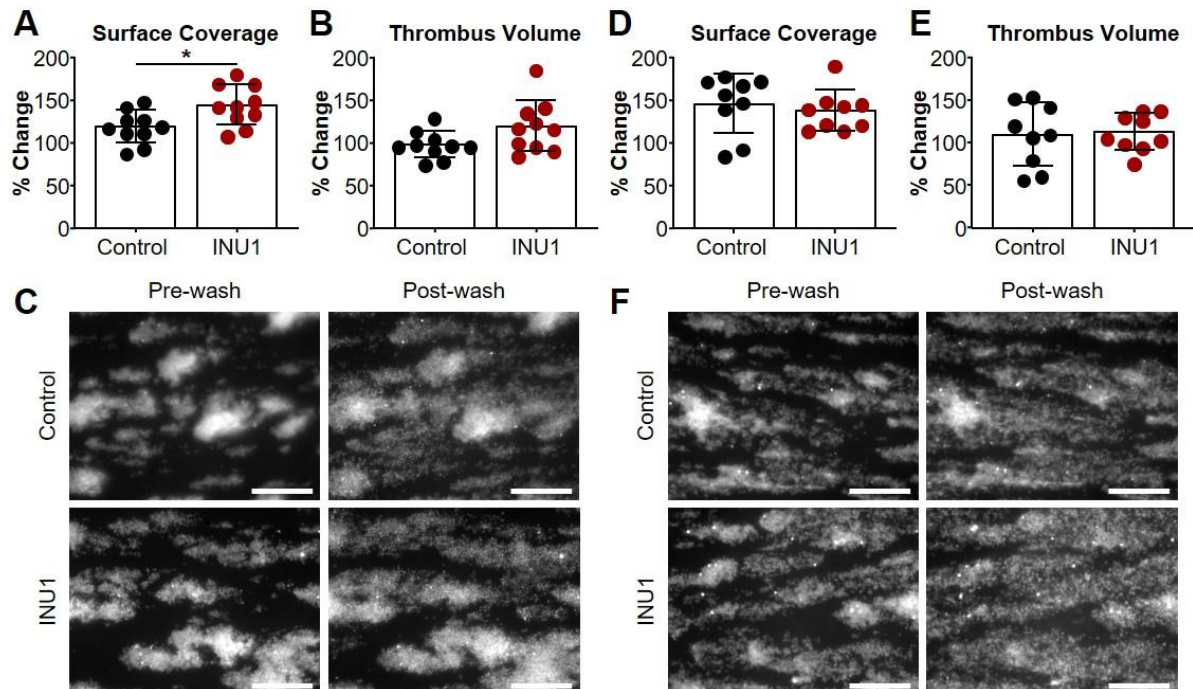 A Surface Coverage
*
200
150
100
50
0
% Change
Control INU1
B Thrombus Volume
200
150
100
50
0
% Change
Control INU1
D Surface Coverage
200
150
100
50
0
% Change
Control INU1
E Thrombus Volume
200
150
100
50
0
% Change
Control INU1
C Pre-wash Post-wash
Control
INU1
F Pre-wash Post-wash
Control
INU1